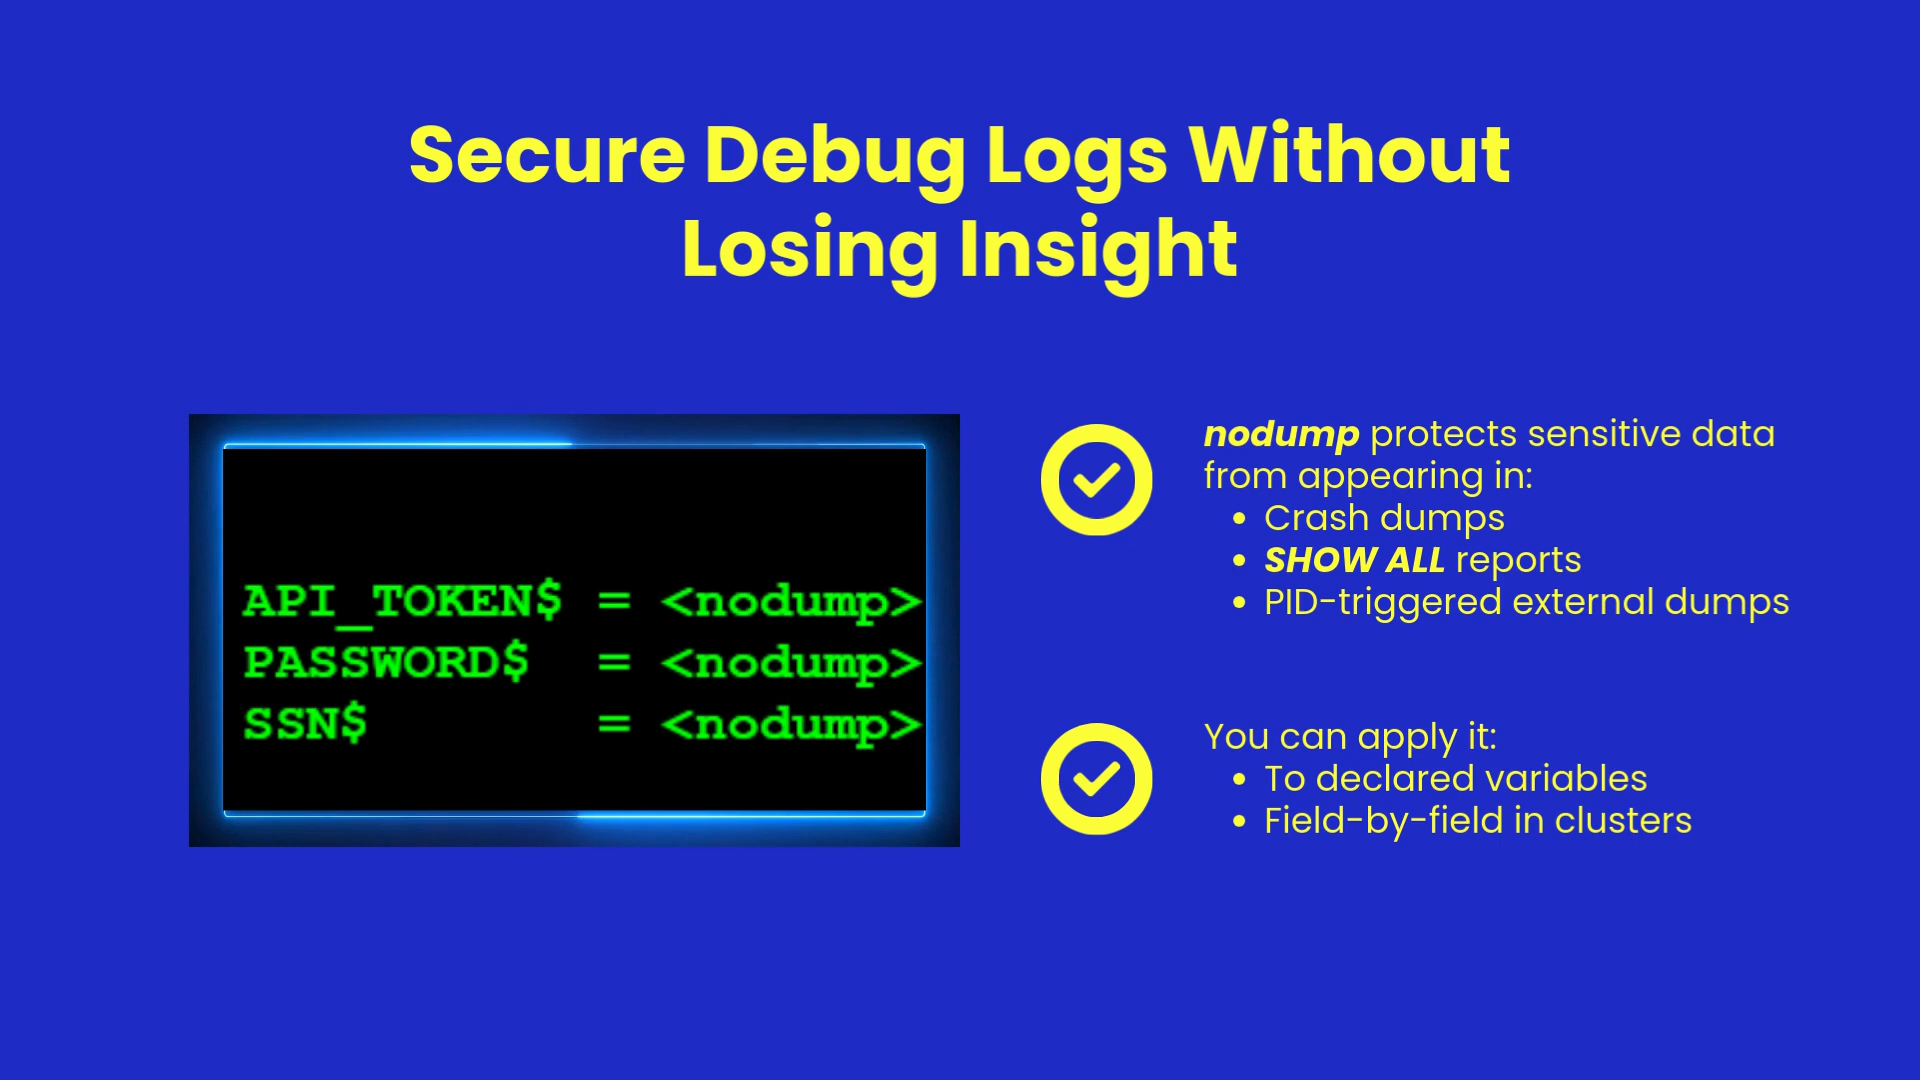 Secure Debug Logs Without
Losing Insight
API_TOKEN$ = <nodump>
PASSWORD$ = <nodump>
SSN$ = <nodump>
nodump protects sensitive data
from appearing in:
• Crash dumps
• SHOW ALL reports
• PID-triggered external dumps
You can apply it:
• To declared variables
• Field-by-field in clusters